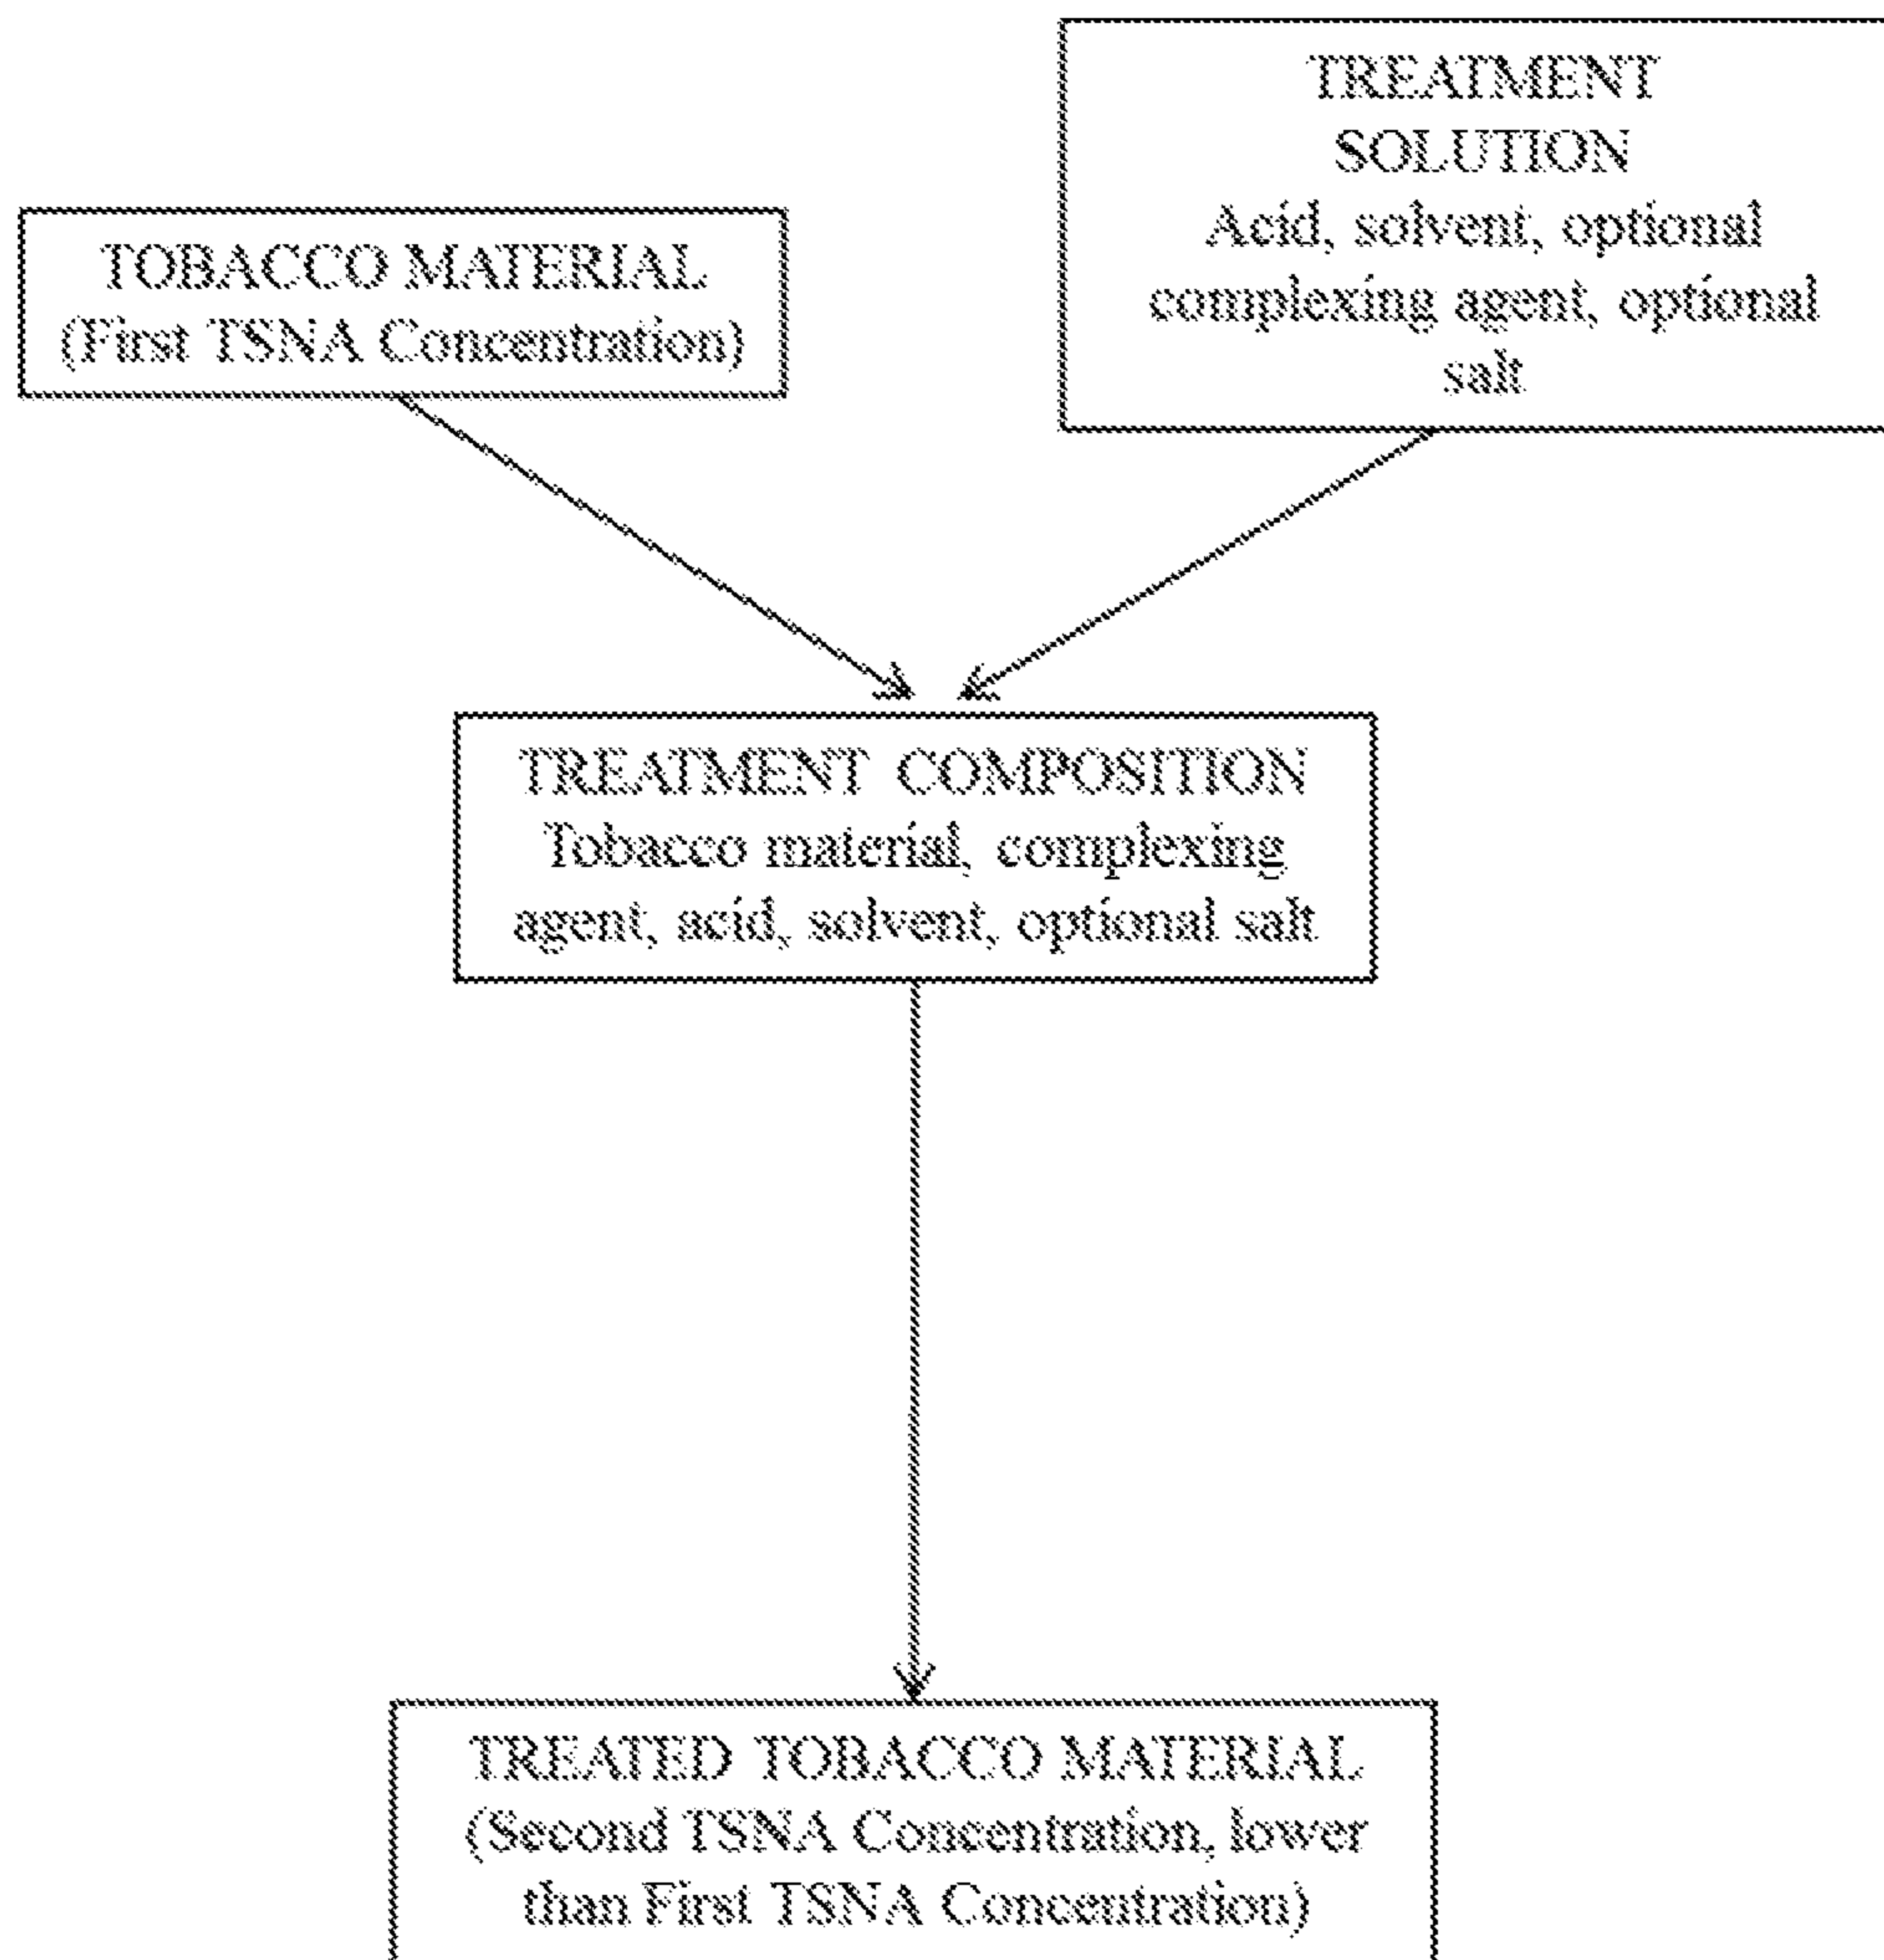 TREATMENT
SOLUTION
Acid, solvent, optional
complexing agent, optional
salt
TOBACCO MATERIAL
(First TSNA Concentration)
TREATMENT COMPOSITION
Tobacco material, complexing
agent, acid, solvent, optional salt
TREATED TOBACCO MATERIAL
(Second TSNA Concentration, lower
than First TSNA Concentration)